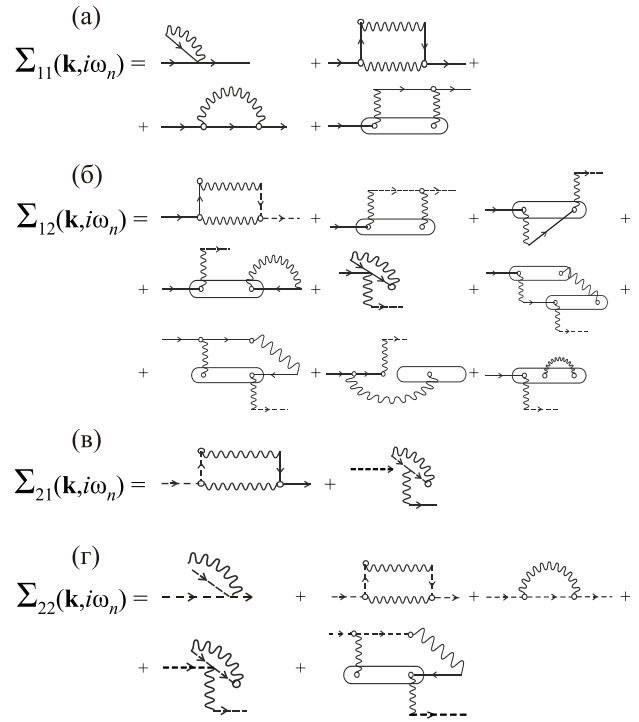 (а)
Σ₁₁(k,iωₙ) = + +
+ +
(б)
Σ₁₂(k,iωₙ) = + + +
+ + + +
+ + +
(в)
Σ₂₁(k,iωₙ) = +
(г)
Σ₂₂(k,iωₙ) = + + +
+ +